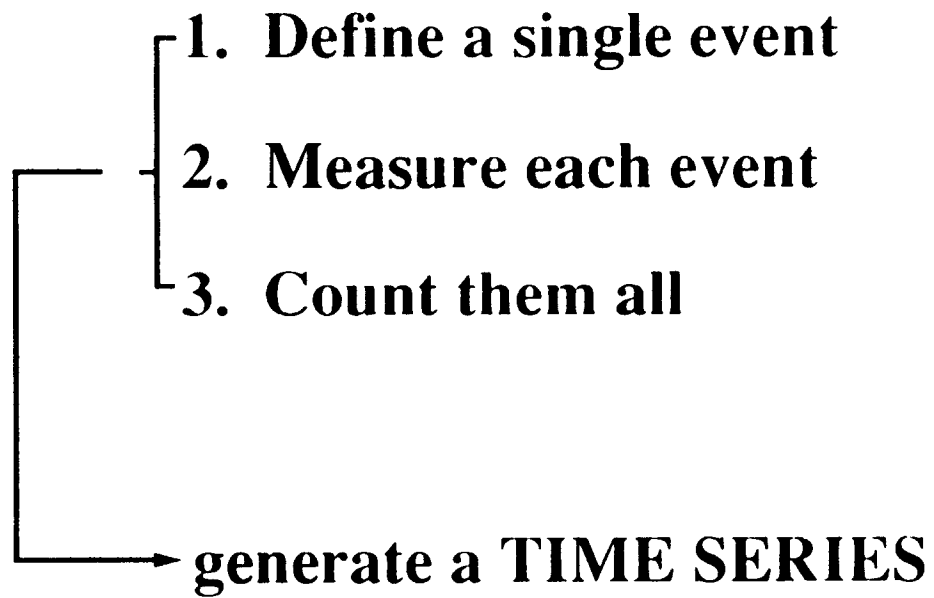 1. Define a single event
2. Measure each event
3. Count them all
generate a TIME SERIES